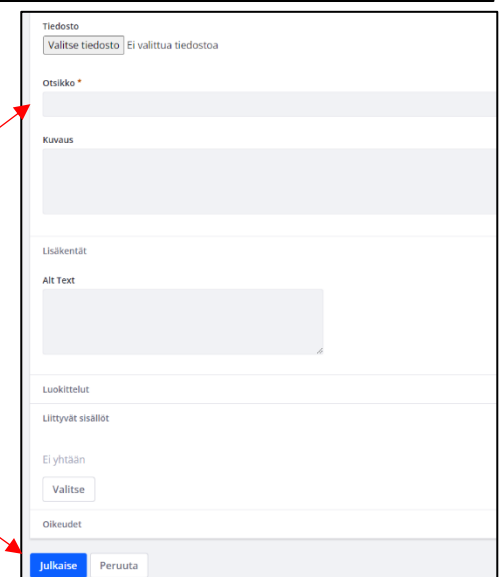 Tiedosto
Valitse tiedosto Ei valittua tiedostoa
Otsikko *
Kuvaus
Lisäkentät
Alt Text
Luokittelut
Liittyvät sisällöt
Ei yhtään
Valitse
Oikeudet
Julkaise Peruuta